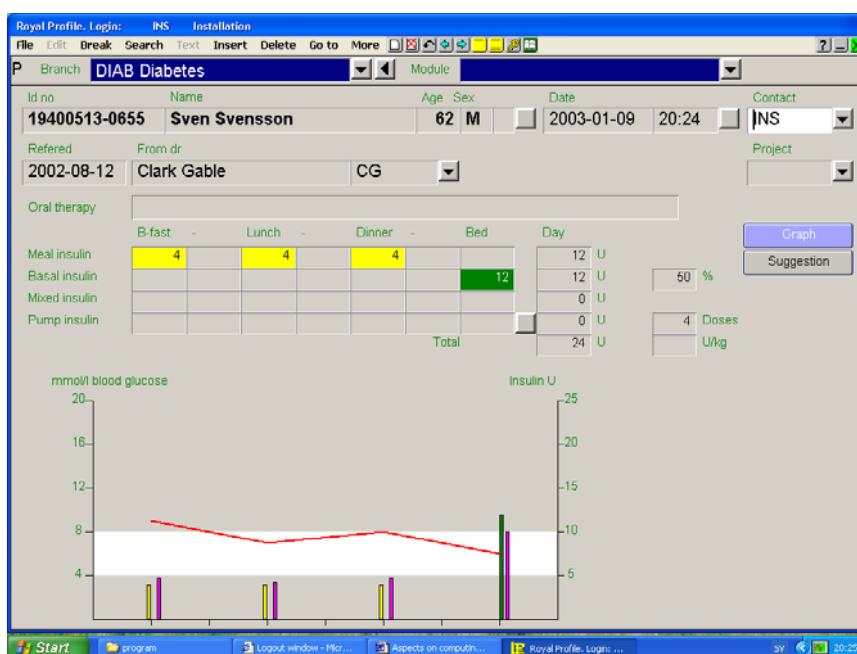 Royal Profile. Login: INS Installation
File Edit Break Search Text Insert Delete Go to More ?
P Branch DIAB Diabetes Module
Id no Name Age Sex Date Contact
19400513-0655 Sven Svensson 62 M 2003-01-09 20:24 INS
Refered From dr Project
2002-08-12 Clark Gable CG
Oral therapy
B-fast - Lunch - Dinner - Bed Day Graph
Meal insulin 4 4 4 12 U Suggestion
Basal insulin 12 12 U 50 %
Mixed insulin 0 U
Pump insulin 0 U 4 Doses
Total 24 U U/kg
mmol/l blood glucose Insulin U
20 25
16 20
12 15
8 10
4 5
Start program Logout window - Micr... Aspects on computin... Royal Profile. Login: ... SV 20:25